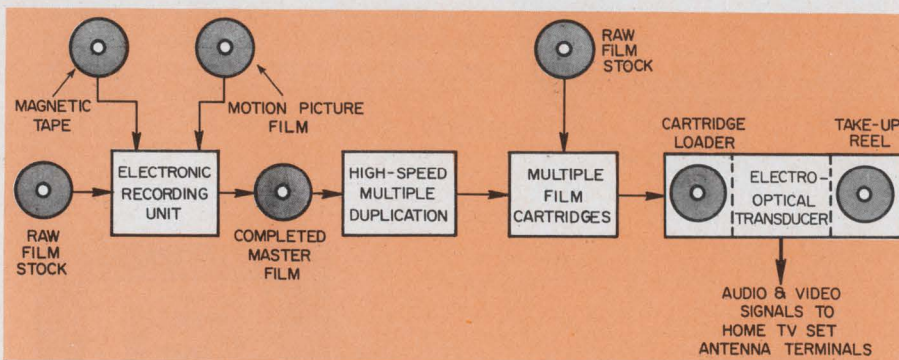 MAGNETIC
TAPE
MOTION PICTURE
FILM
RAW
FILM
STOCK
ELECTRONIC
RECORDING
UNIT
COMPLETED
MASTER
FILM
HIGH-SPEED
MULTIPLE
DUPLICATION
RAW
FILM
STOCK
MULTIPLE
FILM
CARTRIDGES
CARTRIDGE
LOADER
ELECTRO-
OPTICAL
TRANSDUCER
TAKE-UP
REEL
AUDIO & VIDEO
SIGNALS TO
HOME TV SET
ANTENNA TERMINALS